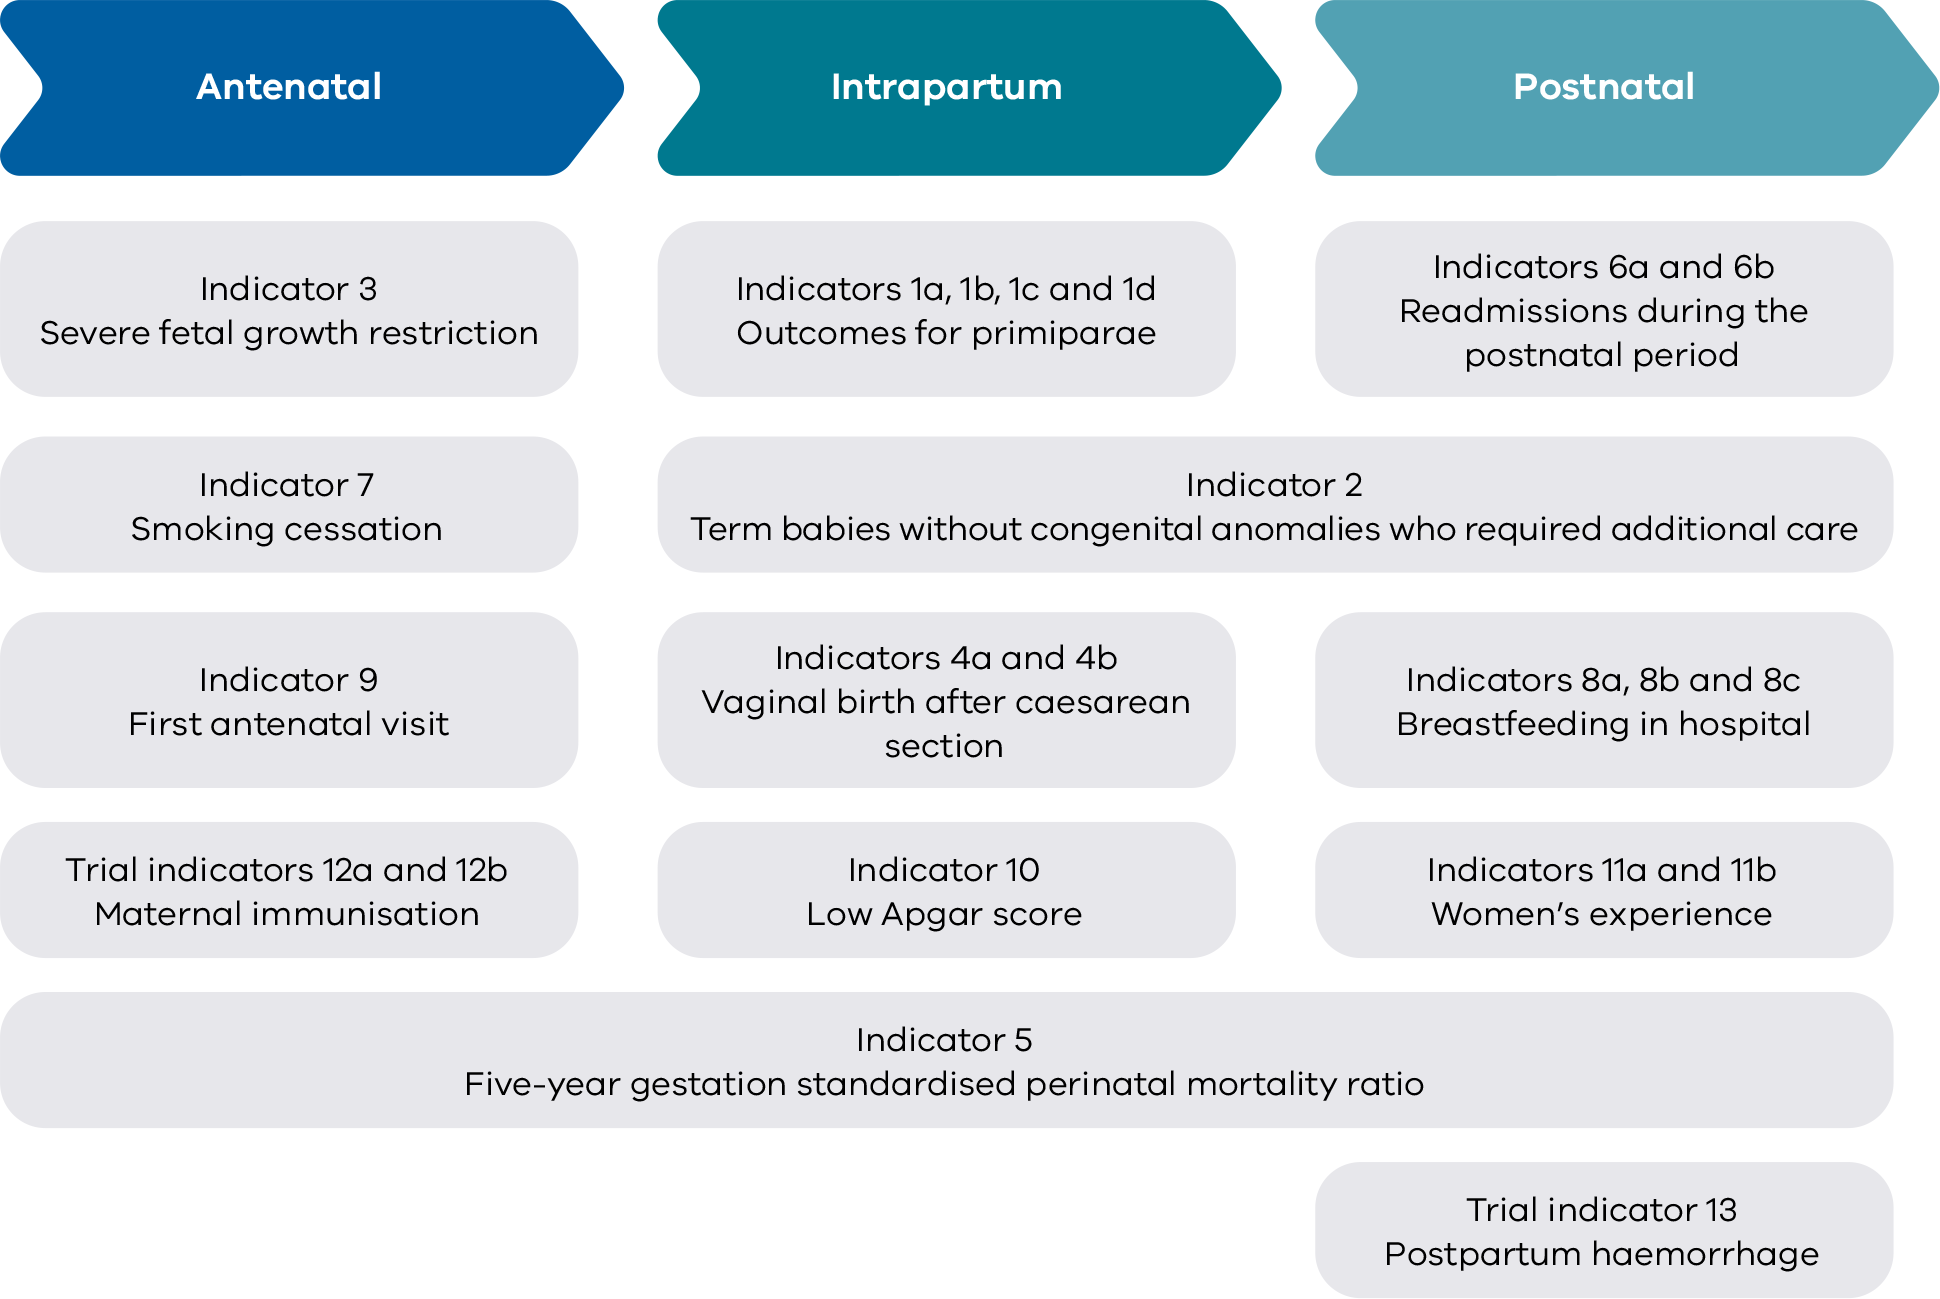 Antenatal
Intrapartum
Postnatal
Indicator 3
Severe fetal growth restriction
Indicators 1a, 1b, 1c and 1d
Outcomes for primiparae
Indicators 6a and 6b
Readmissions during the
postnatal period
Indicator 7
Smoking cessation
Indicator 2
Term babies without congenital anomalies who required additional care
Indicator 9
First antenatal visit
Indicators 4a and 4b
Vaginal birth after caesarean
section
Indicators 8a, 8b and 8c
Breastfeeding in hospital
Trial indicators 12a and 12b
Maternal immunisation
Indicator 10
Low Apgar score
Indicators 11a and 11b
Women’s experience
Indicator 5
Five-year gestation standardised perinatal mortality ratio
Trial indicator 13
Postpartum haemorrhage